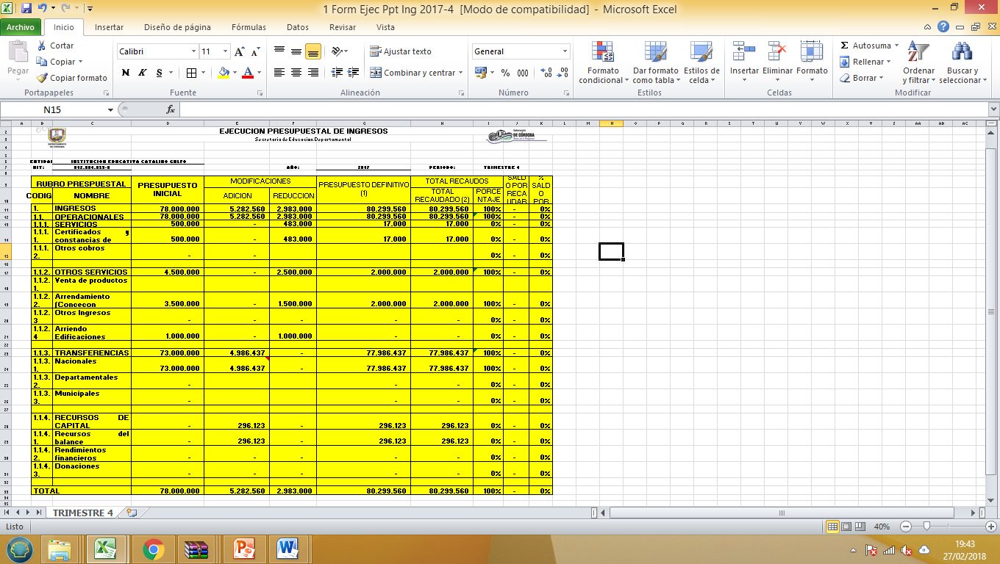 1 Form Ejec Ppt Ing 2017-4 [Modo de compatibilidad] - Microsoft Excel
Archivo Inicio Insertar Diseño de página Fórmulas Datos Revisar Vista
Pegar Cortar Copiar Copiar formato Portapapeles
Calibri 11 N K S Fuente
Ajustar texto Combinar y centrar Alineación
General % 000 Número
Formato condicional Dar formato como tabla Estilos de celda Estilos
Insertar Eliminar Formato Celdas
Autosuma Rellenar Borrar Ordenar y filtrar Buscar y seleccionar Modificar
N15 fx
EJECUCION PRESUPUESTAL DE INGRESOS
Secretaria de Educacion Departamental
DE CÓRDOBA
INSTITUCION EDUCATIVA CATALINO GULFO
NIT: AÑO: 2017 PERIODO: TRIMESTRE 4
RUBRO PRESPUESTAL PRESUPUESTO INICIAL MODIFICACIONES PRESUPUESTO DEFINITIVO (1) TOTAL RECAUDOS SALD O POR RECA UDAR % SALD O POR
CODIG NOMBRE ADICION REDUCCION TOTAL RECAUDADO (2) PORCE NTAJE
1. INGRESOS 78.000.000 5.282.560 2.983.000 80.299.560 80.299.560 100% - 0%
1.1. OPERACIONALES 78.000.000 5.282.560 2.983.000 80.299.560 80.299.560 100% - 0%
1.1.1. SERVICIOS 500.000 - 483.000 17.000 17.000 0% - 0%
1.1.1. 1. Certificados y constancias de 500.000 - 483.000 17.000 17.000 0% - 0%
1.1.1. 2. Otros cobros - - 0% - 0%
1.1.2. OTROS SERVICIOS 4.500.000 - 2.500.000 2.000.000 2.000.000 100% - 0%
1.1.2. 1. Venta de productos
1.1.2. 2. Arrendamiento (Concecon 3.500.000 - 1.500.000 2.000.000 2.000.000 100% - 0%
1.1.2. 3 Otros Ingresos - - - - - 0% - 0%
1.1.2. 4 Arriendo Edificaciones 1.000.000 - 1.000.000 - - 0% - 0%
1.1.3. TRANSFERENCIAS 73.000.000 4.986.437 - 77.986.437 77.986.437 100% - 0%
1.1.3. 1. Nacionales 73.000.000 4.986.437 - 77.986.437 77.986.437 100% - 0%
1.1.3. 2. Departamentales - - - 0% - 0%
1.1.3. 3. Municipales - - - 0% - 0%
1.1.4. RECURSOS DE CAPITAL - 296.123 - 296.123 296.123 0% - 0%
1.1.4. 1. Recursos del balance - 296.123 - 296.123 296.123 0% - 0%
1.1.4. 2. Rendimientos financieros - - - - - 0% - 0%
1.1.4. 3. Donaciones - - - - - 0% - 0%
TOTAL 78.000.000 5.282.560 2.983.000 80.299.560 80.299.560 100% - 0%
TRIMESTRE 4
Listo 40%
19:43
27/02/2018